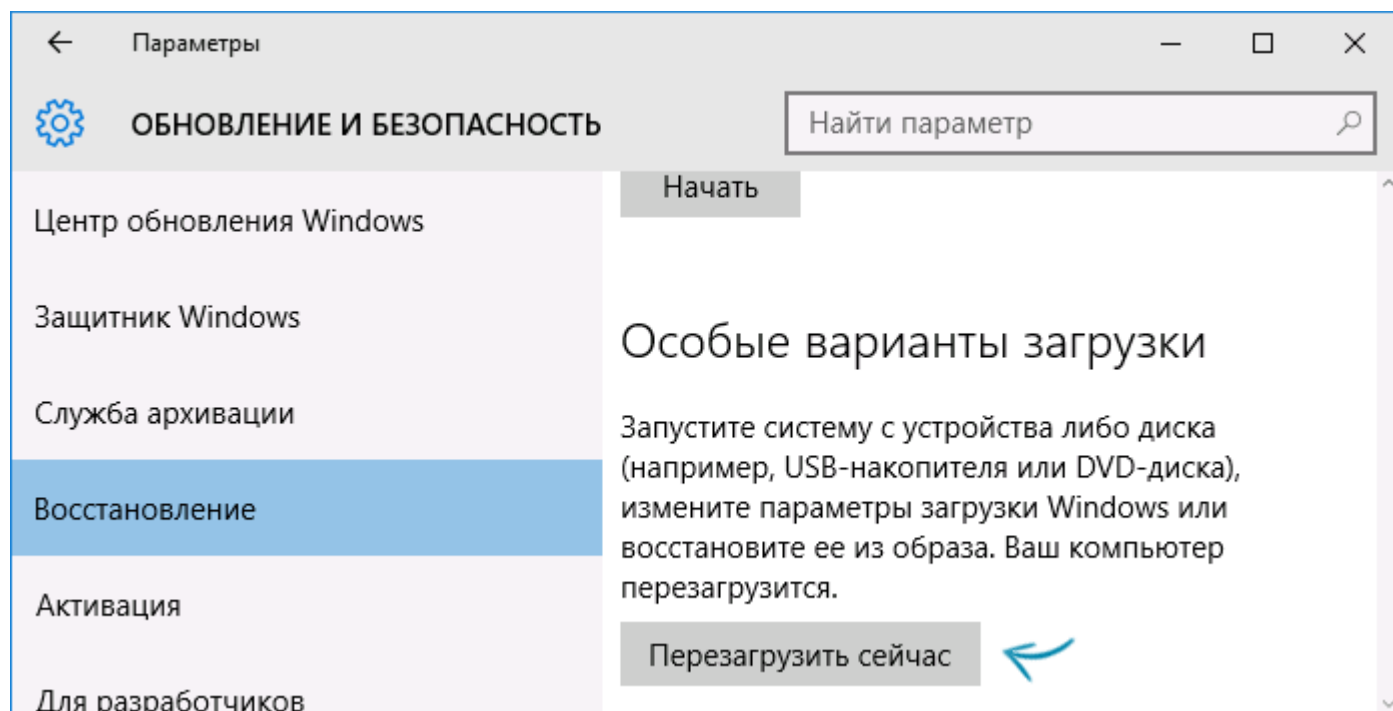 Параметры
ОБНОВЛЕНИЕ И БЕЗОПАСНОСТЬ
Найти параметр
Центр обновления Windows
Защитник Windows
Служба архивации
Восстановление
Активация
Для разработчиков
Начать
Особые варианты загрузки
Запустите систему с устройства либо диска
(например, USB-накопителя или DVD-диска),
измените параметры загрузки Windows или
восстановите ее из образа. Ваш компьютер
перезагрузится.
Перезагрузить сейчас